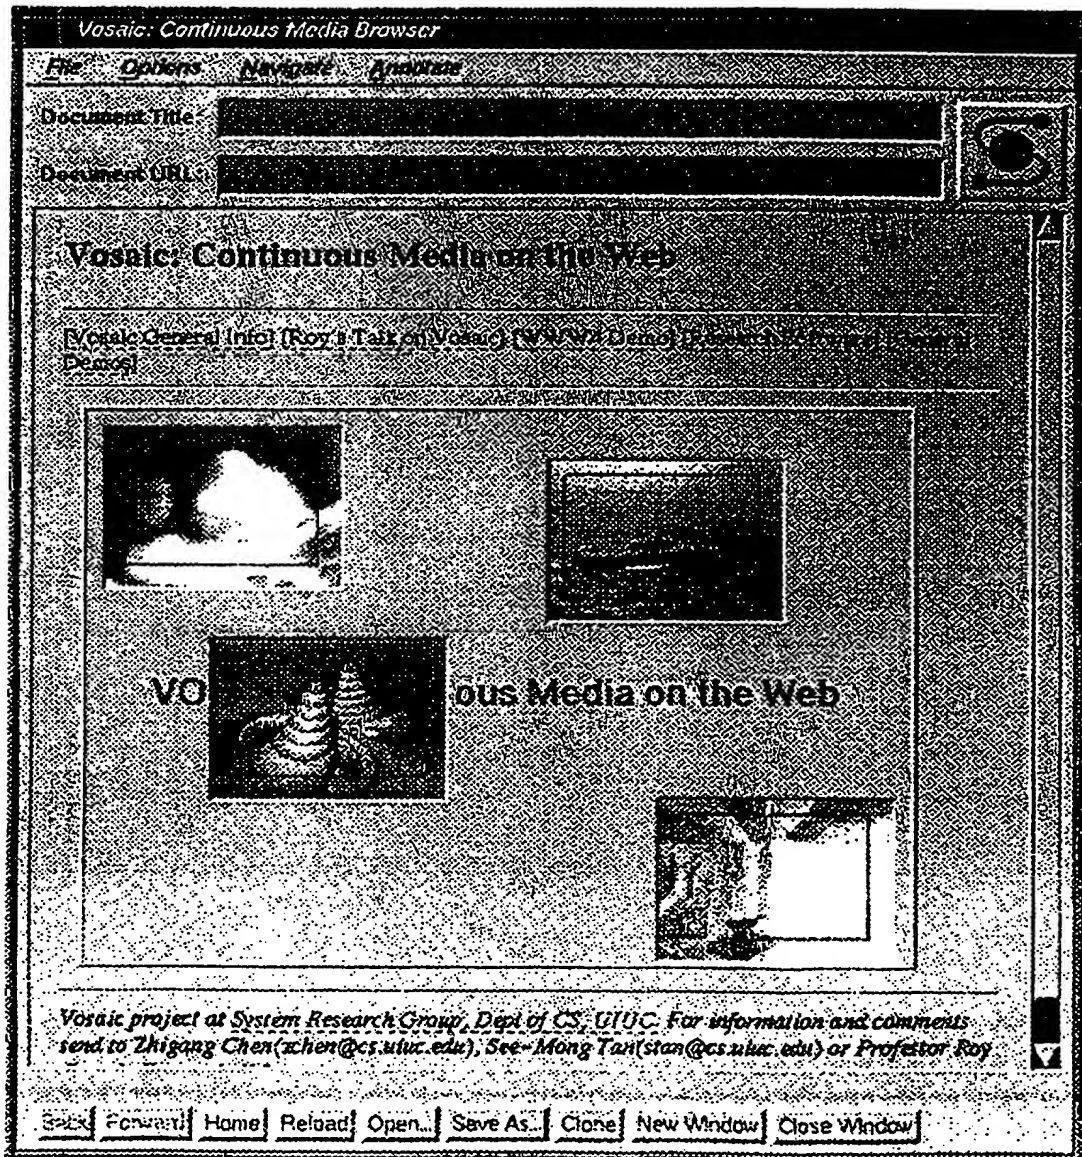 Vosaic: Continuous Media Browser
File Options Navigate Annotate
Document Title:
Document URL:
Vosaic: Continuous Media on the Web
[Vosaic General Info] [Roy's Talk on Vosaic] [WWW Demo]
Demos]
VO ous Media on the Web
Vosaic project at System Research Group, Dept of CS, UIUC. For information and comments
send to Zhigang Chen(zchen@cs.uiuc.edu), See-Mong Tan(stan@cs.uiuc.edu) or Professor Roy
Back Forward Home Reload Open... Save As... Clone New Window Close Window